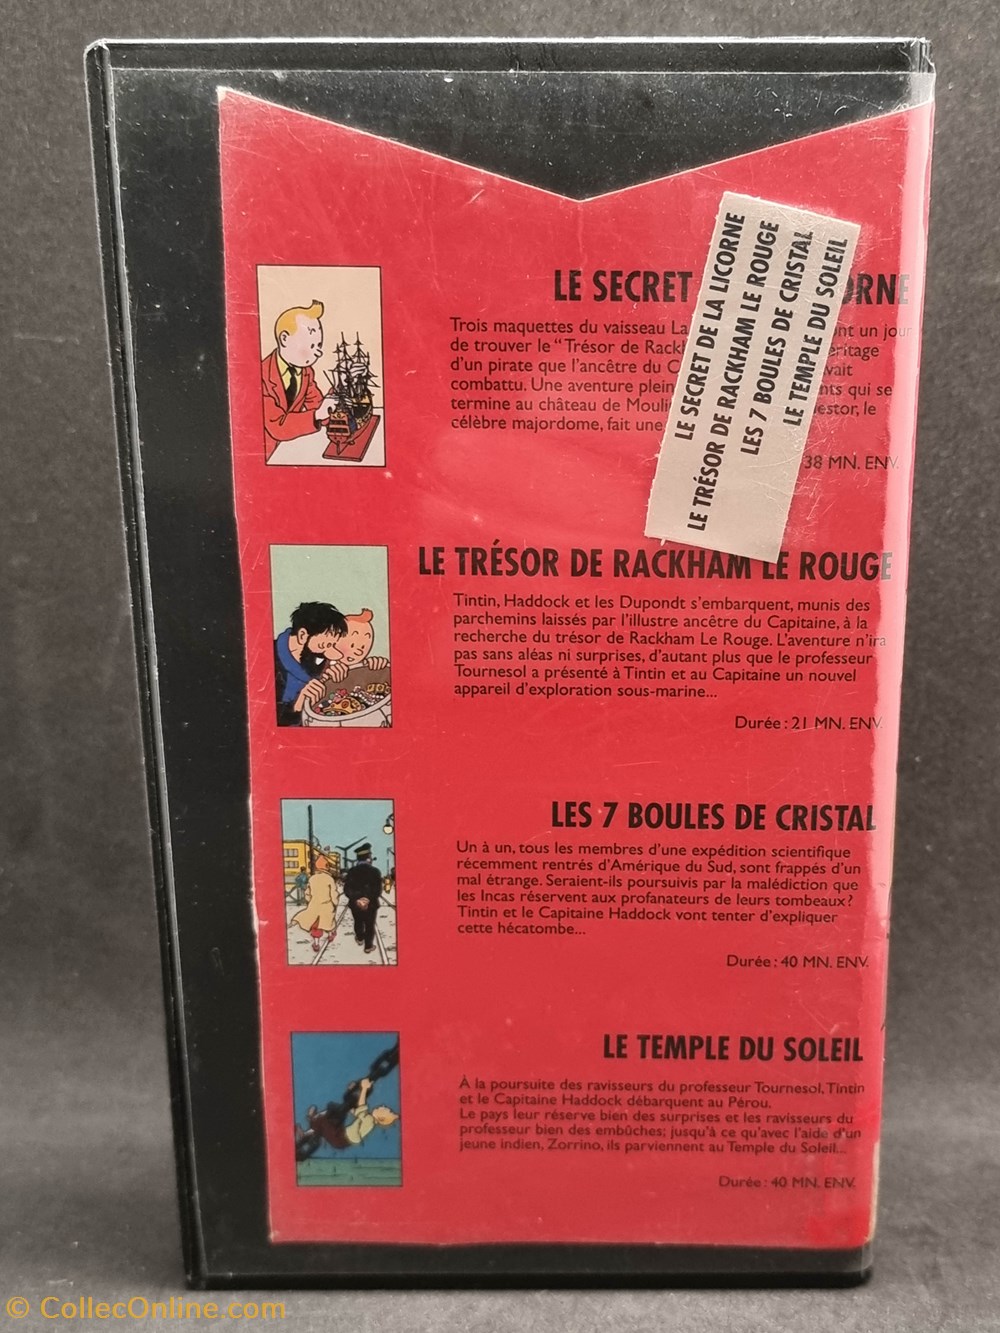 LE SECRET DE LA LICORNE
LE TRÉSOR DE RACKHAM LE ROUGE
LES 7 BOULES DE CRISTAL
LE TEMPLE DU SOLEIL
LE SECRET ORNE
Trois maquettes du vaisseau La un jour
de trouver le "Trésor de
d'un pirate que l'ancêtre du
combattu. Une aventure qui se
termine au château de le
célèbre majordome, fait une
38 MN. ENV.
LE TRÉSOR DE RACKHAM LE ROUGE
Tintin, Haddock et les Dupondt s'embarquent, munis des
parchemins laissés par l'illustre ancêtre du Capitaine, à la
recherche du trésor de Rackham Le Rouge. L'aventure n'ira
pas sans aléas ni surprises, d'autant plus que le professeur
Tournesol a présenté à Tintin et au Capitaine un nouvel
appareil d'exploration sous-marine...
Durée : 21 MN. ENV.
LES 7 BOULES DE CRISTAL
Un à un, tous les membres d'une expédition scientifique
récemment rentrés d'Amérique du Sud, sont frappés d'un
mal étrange. Seraient-ils poursuivis par la malédiction que
les Incas réservent aux profanateurs de leurs tombeaux?
Tintin et le Capitaine Haddock vont tenter d'expliquer
cette hécatombe...
Durée : 40 MN. ENV.
LE TEMPLE DU SOLEIL
À la poursuite des ravisseurs du professeur Tournesol, Tintin
et le Capitaine Haddock débarquent au Pérou.
Le pays leur réserve bien des surprises et les ravisseurs du
professeur bien des embûches; jusqu'à ce qu'avec l'aide d'un
jeune indien, Zorrino, ils parviennent au Temple du Soleil...
Durée : 40 MN. ENV.
© CollecOnline.com